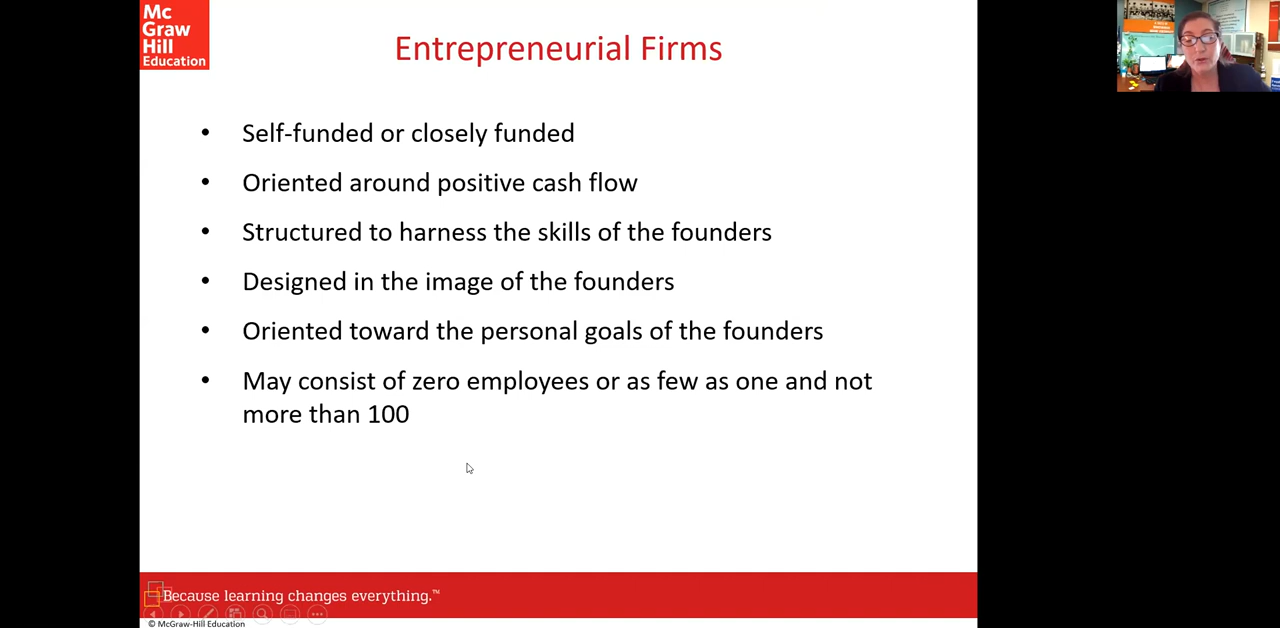 Mc
Graw
Hill
Education
Entrepreneurial Firms
• Self-funded or closely funded
• Oriented around positive cash flow
• Structured to harness the skills of the founders
• Designed in the image of the founders
• Oriented toward the personal goals of the founders
• May consist of zero employees or as few as one and not
more than 100
Because learning changes everything.™
© McGraw-Hill Education